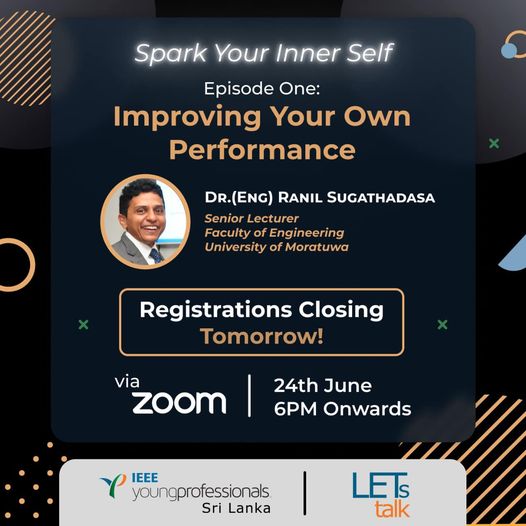 Spark Your Inner Self
Episode One:
Improving Your Own
Performance
Dr.(Eng) Ranil Sugathadasa
Senior Lecturer
Faculty of Engineering
University of Moratuwa
Registrations Closing
Tomorrow!
via
zoom
24th June
6PM Onwards
IEEE
youngprofessionals
Sri Lanka
LETs
talk